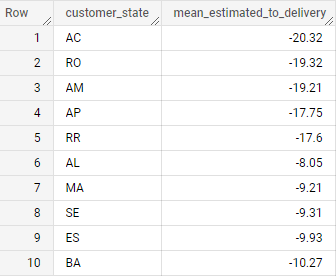 Row customer_state mean_estimated_to_delivery
1 AC -20.32
2 RO -19.32
3 AM -19.21
4 AP -17.75
5 RR -17.6
6 AL -8.05
7 MA -9.21
8 SE -9.31
9 ES -9.93
10 BA -10.27